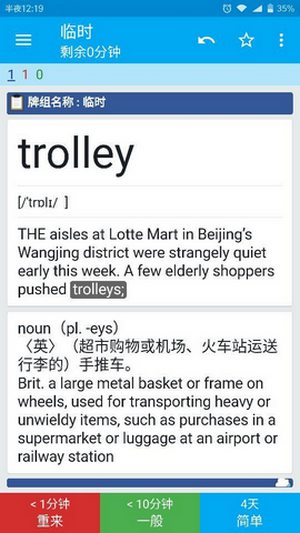 半夜12:19
临时
剩余0分钟
1 1 0
牌组名称 : 临时
trolley
[/ˈtrɒlɪ/ ]
THE aisles at Lotte Mart in Beijing’s
Wangjing district were strangely quiet
early this week. A few elderly shoppers
pushed trolleys;
noun（pl. -eys）
〈英〉（超市购物或机场、火车站运送
行李的）手推车。
Brit. a large metal basket or frame on
wheels, used for transporting heavy or
unwieldy items, such as purchases in a
supermarket or luggage at an airport or
railway station
< 1分钟 < 10分钟 4天
重来 一般 简单